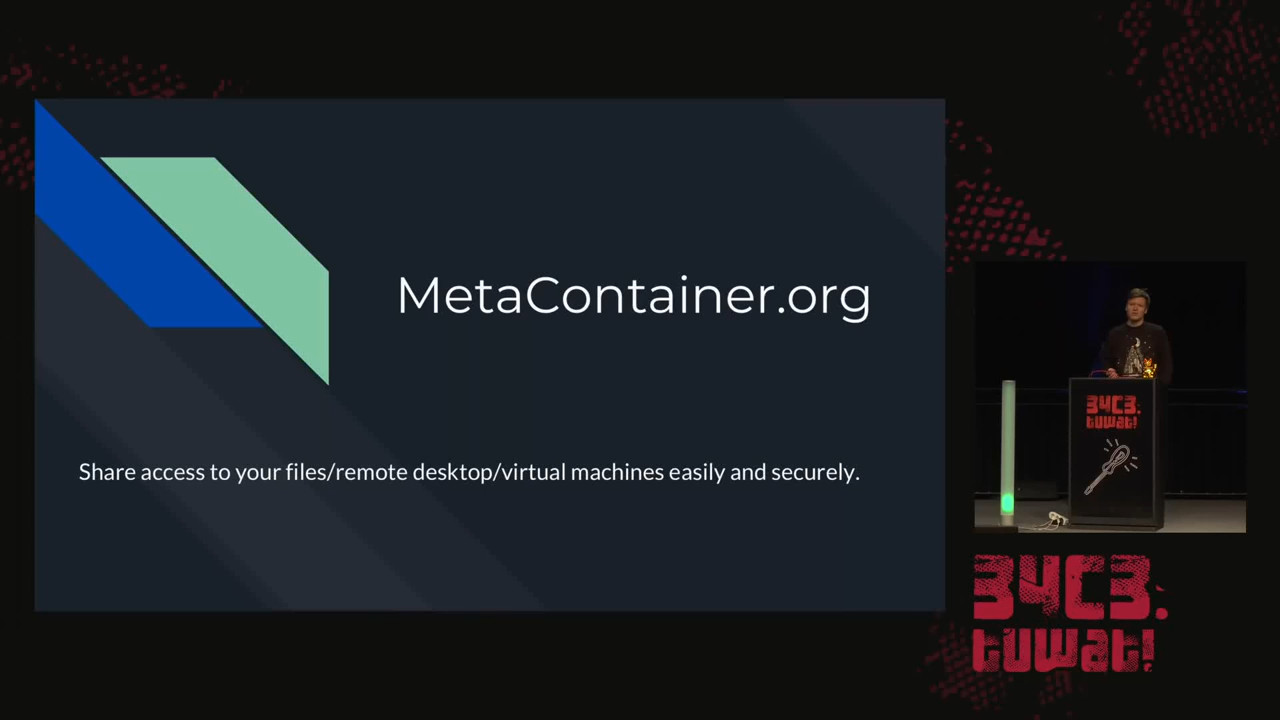 MetaContainer.org
Share access to your files/remote desktop/virtual machines easily and securely.
34C3.
tuwat!
34C3.
tuwat!